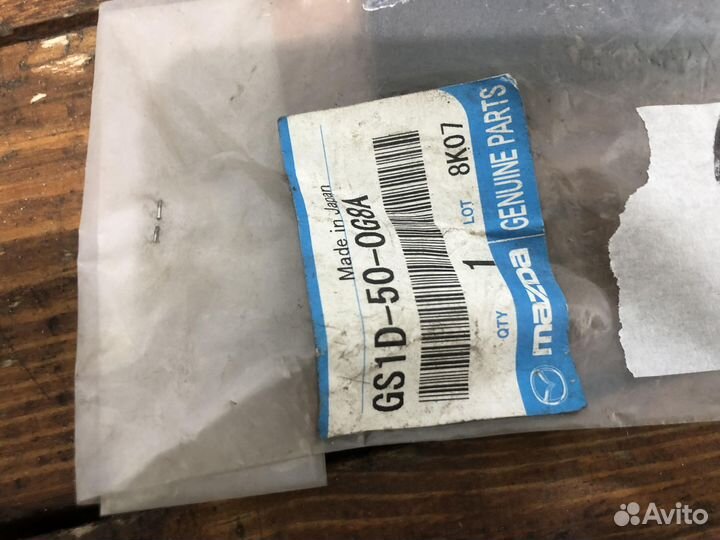 Made in Japan
GS1D-50-0G8A
QTY 1 LOT 8K07
mazda GENUINE PARTS
Avito